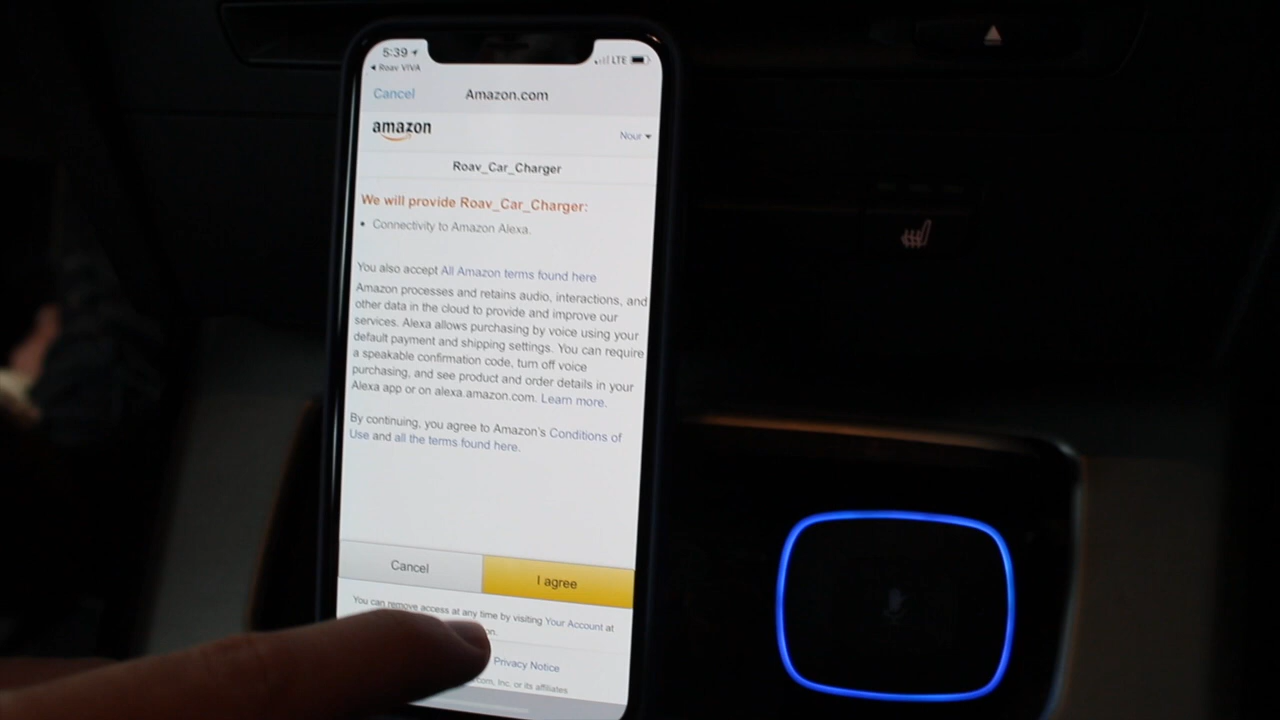 5:39
LTE
Roav VIVA
Cancel
Amazon.com
amazon
Nour
Roav_Car_Charger
We will provide Roav_Car_Charger:
• Connectivity to Amazon Alexa.
You also accept All Amazon terms found here
Amazon processes and retains audio, interactions, and
other data in the cloud to provide and improve our
services. Alexa allows purchasing by voice using your
default payment and shipping settings. You can require
a speakable confirmation code, turn off voice
purchasing, and see product and order details in your
Alexa app or on alexa.amazon.com. Learn more.
By continuing, you agree to Amazon's Conditions of
Use and all the terms found here.
Cancel
I agree
You can remove access at any time by visiting Your Account at
Privacy Notice
Inc. or its affiliates